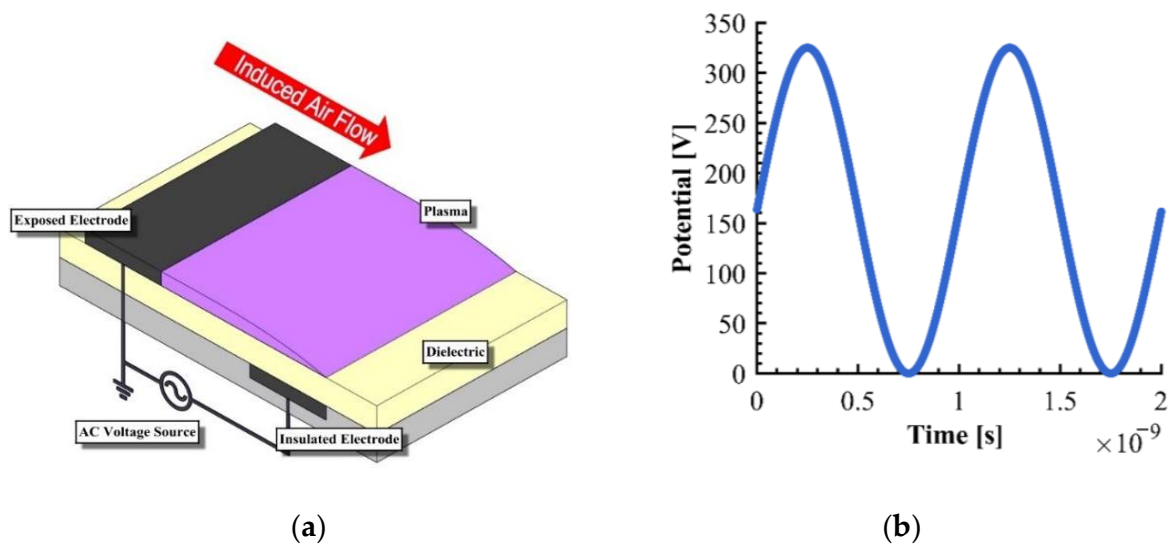 Induced Air Flow
Exposed Electrode
Plasma
Dielectric
AC Voltage Source
Insulated Electrode
(a)
Potential [V]
350
300
250
200
150
100
50
0
0 0.5 1 1.5 2
Time [s]
×10⁻⁹
(b)